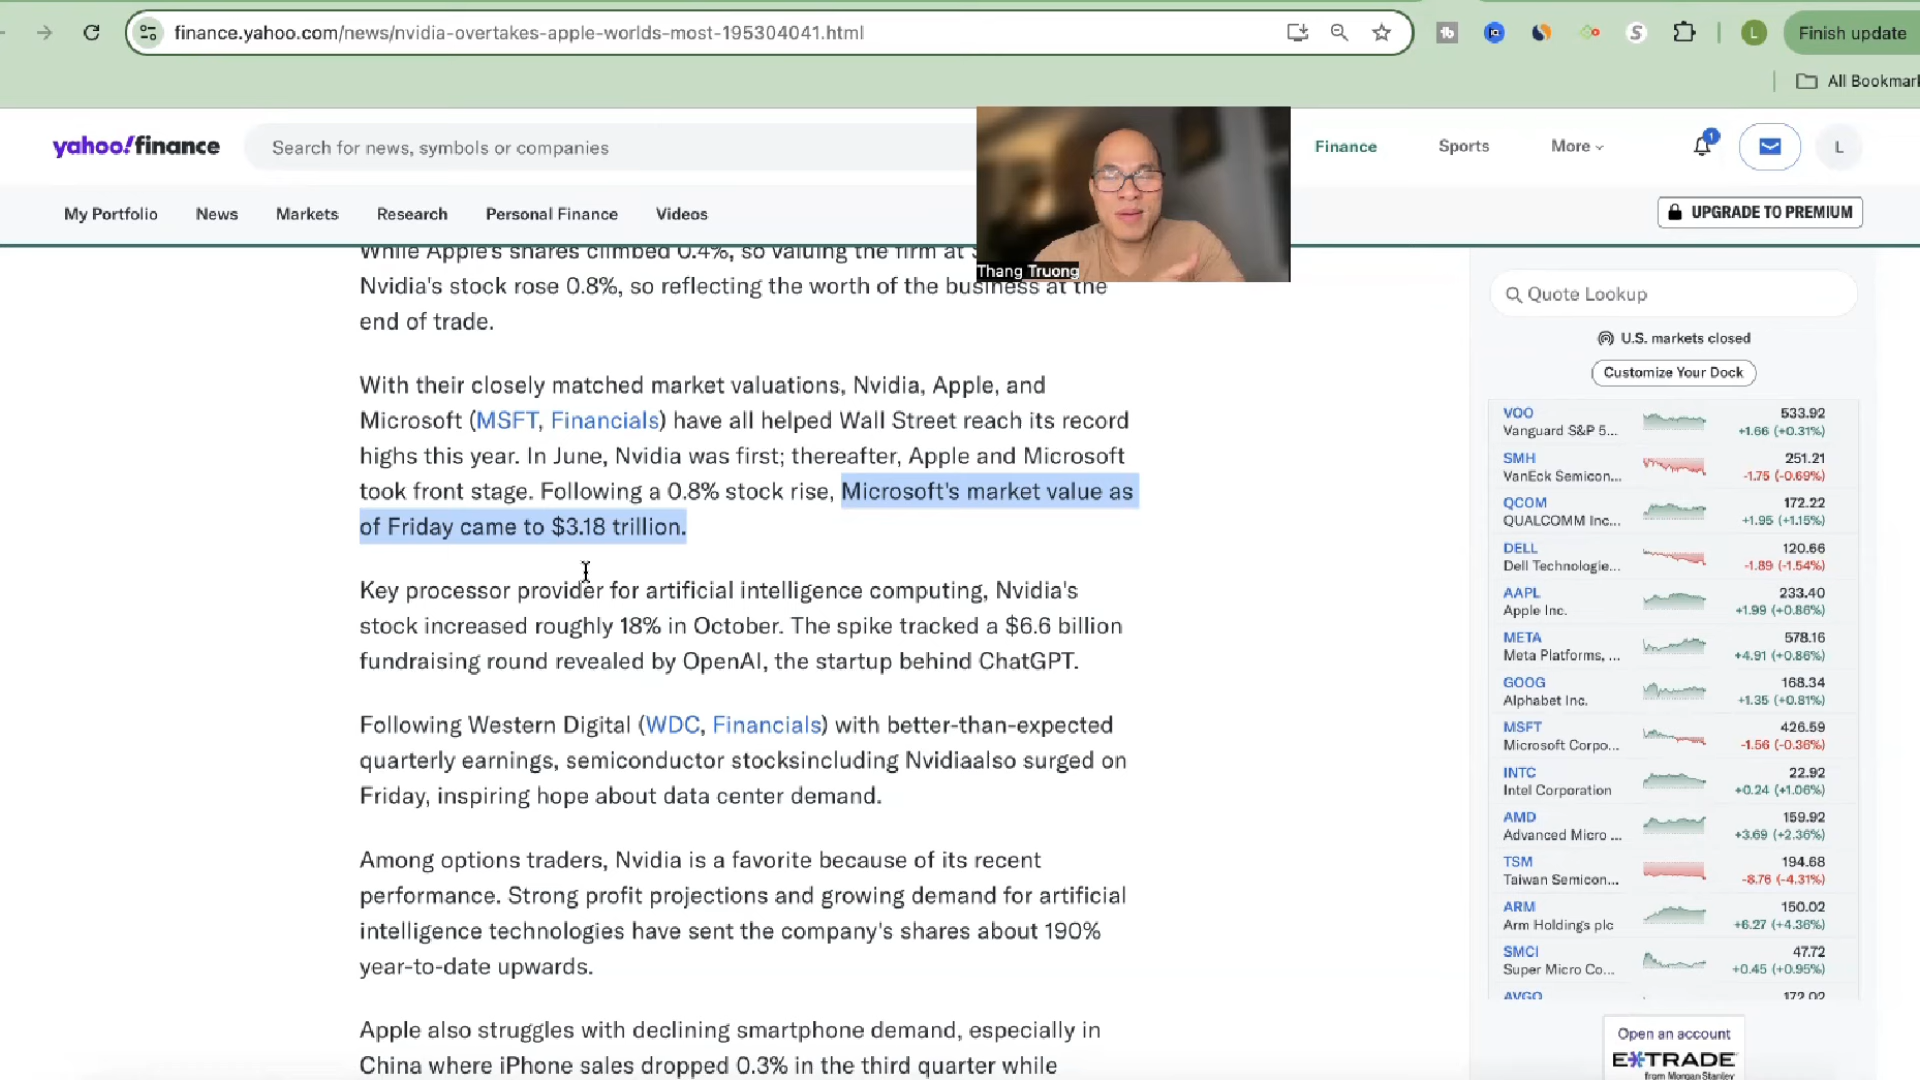 finance.yahoo.com/news/nvidia-overtakes-apple-worlds-most-195304041.html
tb
S
L
Finish update
All Bookmar
yahoo!finance
Search for news, symbols or companies
Finance
Sports
More
1
L
My Portfolio
News
Markets
Research
Personal Finance
Videos
UPGRADE TO PREMIUM
Thang Truong
While Apple's shares climbed 0.4%, so valuing the firm at
Nvidia's stock rose 0.8%, so reflecting the worth of the business at the
end of trade.
With their closely matched market valuations, Nvidia, Apple, and
Microsoft (MSFT, Financials) have all helped Wall Street reach its record
highs this year. In June, Nvidia was first; thereafter, Apple and Microsoft
took front stage. Following a 0.8% stock rise, Microsoft's market value as
of Friday came to $3.18 trillion.
Key processor provider for artificial intelligence computing, Nvidia's
stock increased roughly 18% in October. The spike tracked a $6.6 billion
fundraising round revealed by OpenAI, the startup behind ChatGPT.
Following Western Digital (WDC, Financials) with better-than-expected
quarterly earnings, semiconductor stocksincluding Nvidiaalso surged on
Friday, inspiring hope about data center demand.
Among options traders, Nvidia is a favorite because of its recent
performance. Strong profit projections and growing demand for artificial
intelligence technologies have sent the company's shares about 190%
year-to-date upwards.
Apple also struggles with declining smartphone demand, especially in
China where iPhone sales dropped 0.3% in the third quarter while
Quote Lookup
U.S. markets closed
Customize Your Dock
VOO 533.92
Vanguard S&P 5... +1.66 (+0.31%)
SMH 251.21
VanEck Semicon... -1.75 (-0.69%)
QCOM 172.22
QUALCOMM Inc... +1.95 (+1.15%)
DELL 120.66
Dell Technologie... -1.89 (-1.54%)
AAPL 233.40
Apple Inc. +1.99 (+0.86%)
META 578.16
Meta Platforms, ... +4.91 (+0.86%)
GOOG 168.34
Alphabet Inc. +1.35 (+0.81%)
MSFT 426.59
Microsoft Corpo... -1.56 (-0.36%)
INTC 22.92
Intel Corporation +0.24 (+1.06%)
AMD 159.92
Advanced Micro ... +3.69 (+2.36%)
TSM 194.68
Taiwan Semicon... -8.76 (-4.31%)
ARM 150.02
Arm Holdings plc +6.27 (+4.36%)
SMCI 47.72
Super Micro Co... +0.45 (+0.95%)
AVGO 172.02
Open an account
E*TRADE
from Morgan Stanley